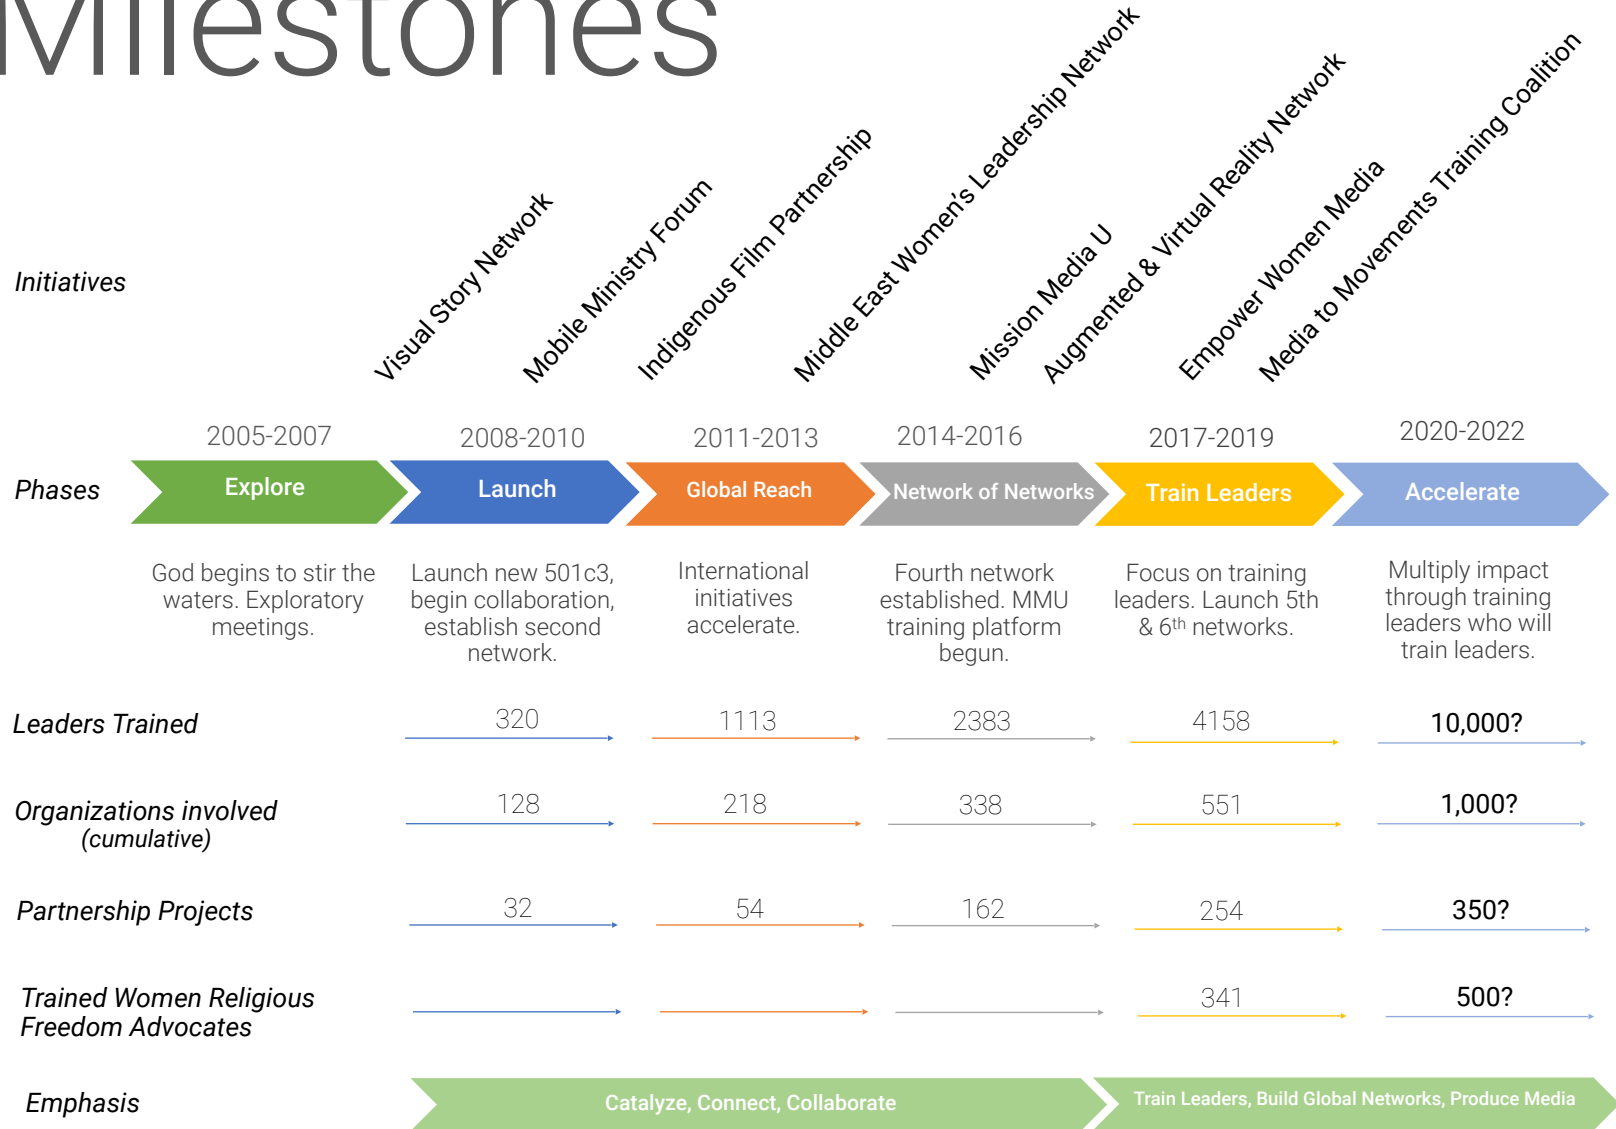 Milestones
Initiatives
Visual Story Network
Mobile Ministry Forum
Indigenous Film Partnership
Middle East Women's Leadership Network
Mission Media U
Augmented & Virtual Reality Network
Empower Women Media
Media to Movements Training Coalition
2005-2007
2008-2010
2011-2013
2014-2016
2017-2019
2020-2022
Phases
Explore
Launch
Global Reach
Network of Networks
Train Leaders
Accelerate
God begins to stir the
waters. Exploratory
meetings.
Launch new 501c3,
begin collaboration,
establish second
network.
International
initiatives
accelerate.
Fourth network
established. MMU
training platform
begun.
Focus on training
leaders. Launch 5th
& 6th networks.
Multiply impact
through training
leaders who will
train leaders.
Leaders Trained
320
1113
2383
4158
10,000?
Organizations involved
(cumulative)
128
218
338
551
1,000?
Partnership Projects
32
54
162
254
350?
Trained Women Religious
Freedom Advocates
341
500?
Emphasis
Catalyze, Connect, Collaborate
Train Leaders, Build Global Networks, Produce Media